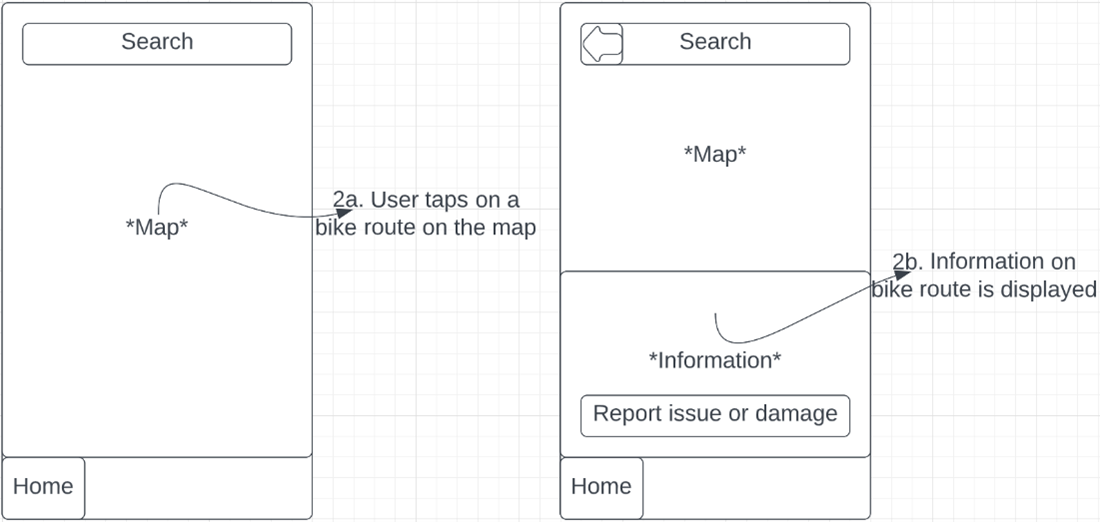 Search
*Map*
2a. User taps on a
bike route on the map
Home
Search
*Map*
2b. Information on
bike route is displayed
*Information*
Report issue or damage
Home